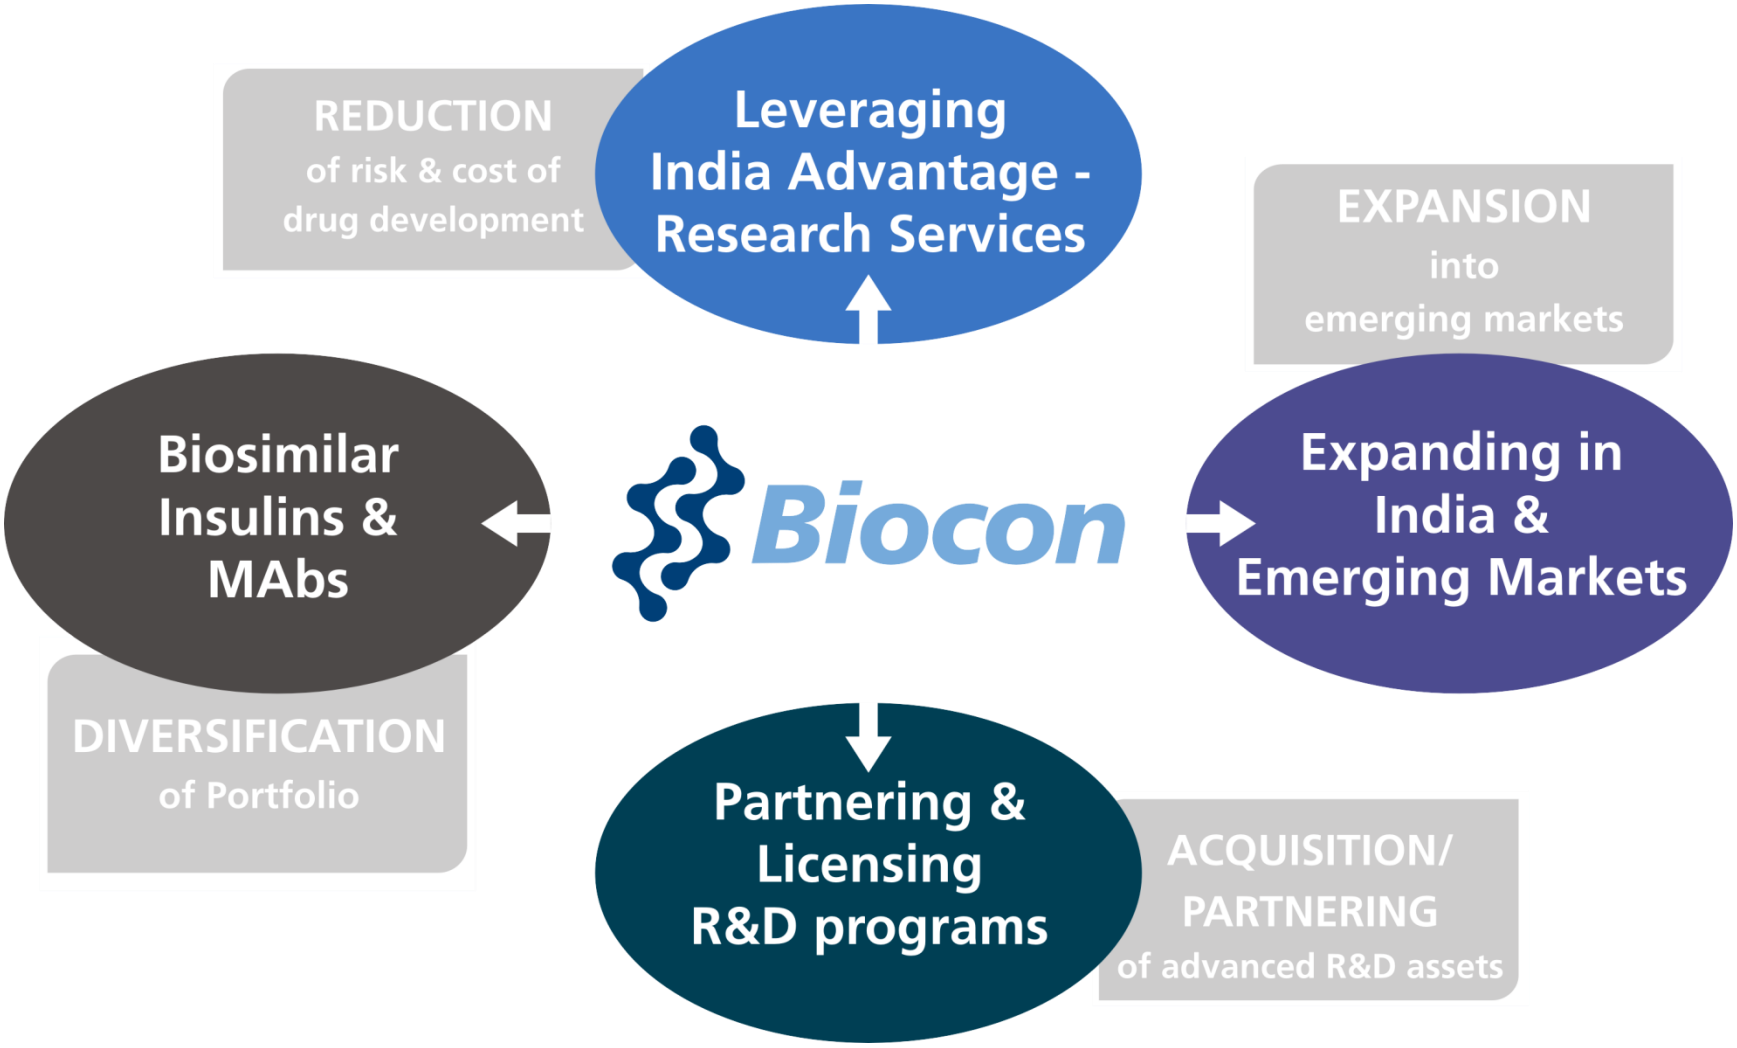 REDUCTION
of risk & cost of
drug development
Leveraging
India Advantage -
Research Services
EXPANSION
into
emerging markets
Biosimilar
Insulins &
MAbs
Biocon
Expanding in
India &
Emerging Markets
DIVERSIFICATION
of Portfolio
Partnering &
Licensing
R&D programs
ACQUISITION/
PARTNERING
of advanced R&D assets